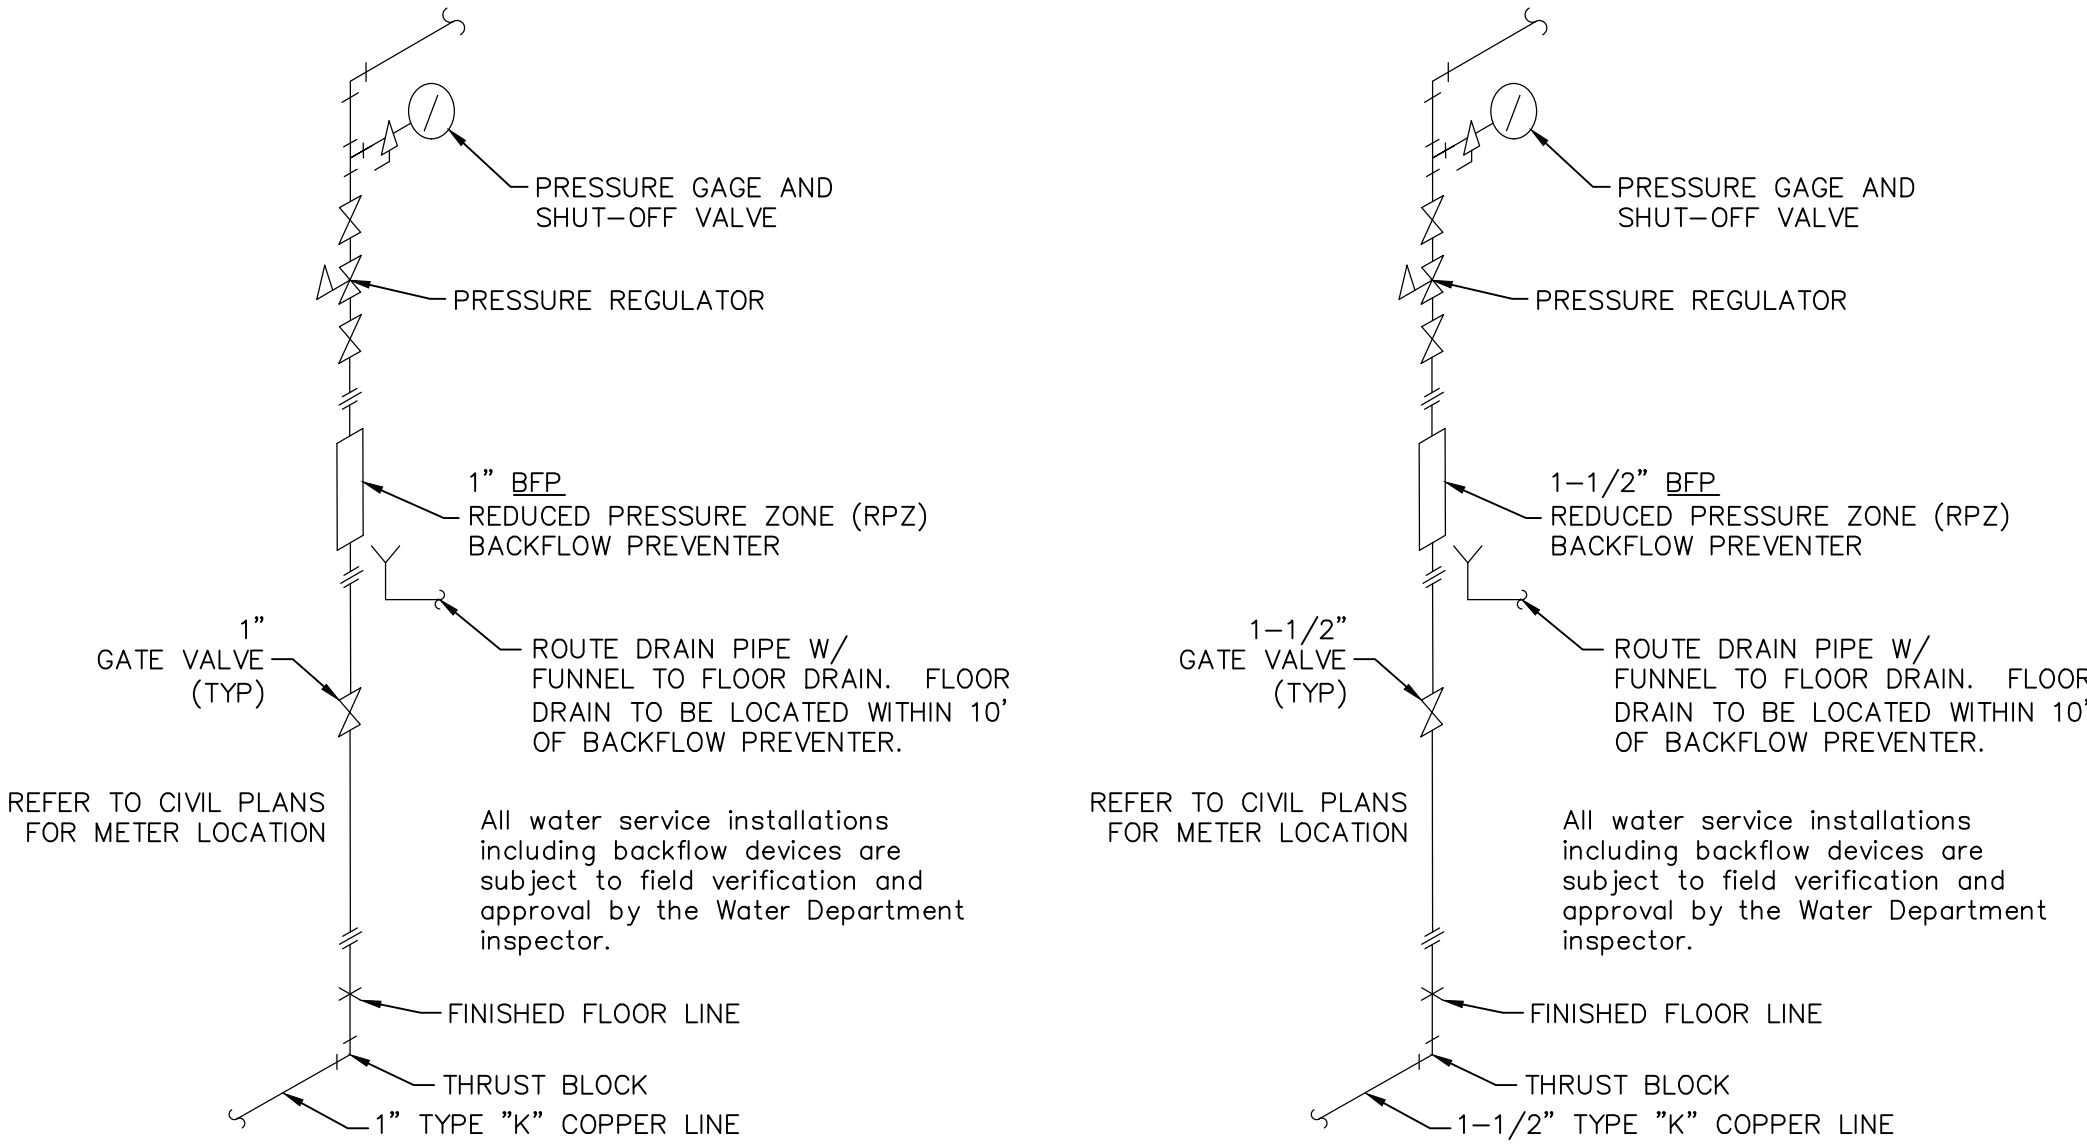 PRESSURE GAGE AND
SHUT-OFF VALVE
PRESSURE REGULATOR
1" BFP
REDUCED PRESSURE ZONE (RPZ)
BACKFLOW PREVENTER
1"
GATE VALVE
(TYP)
ROUTE DRAIN PIPE W/
FUNNEL TO FLOOR DRAIN. FLOOR
DRAIN TO BE LOCATED WITHIN 10'
OF BACKFLOW PREVENTER.
REFER TO CIVIL PLANS
FOR METER LOCATION
All water service installations
including backflow devices are
subject to field verification and
approval by the Water Department
inspector.
FINISHED FLOOR LINE
THRUST BLOCK
1" TYPE "K" COPPER LINE
PRESSURE GAGE AND
SHUT-OFF VALVE
PRESSURE REGULATOR
1-1/2" BFP
REDUCED PRESSURE ZONE (RPZ)
BACKFLOW PREVENTER
1-1/2"
GATE VALVE
(TYP)
ROUTE DRAIN PIPE W/
FUNNEL TO FLOOR DRAIN. FLOOR
DRAIN TO BE LOCATED WITHIN 10'
OF BACKFLOW PREVENTER.
REFER TO CIVIL PLANS
FOR METER LOCATION
All water service installations
including backflow devices are
subject to field verification and
approval by the Water Department
inspector.
FINISHED FLOOR LINE
THRUST BLOCK
1-1/2" TYPE "K" COPPER LINE